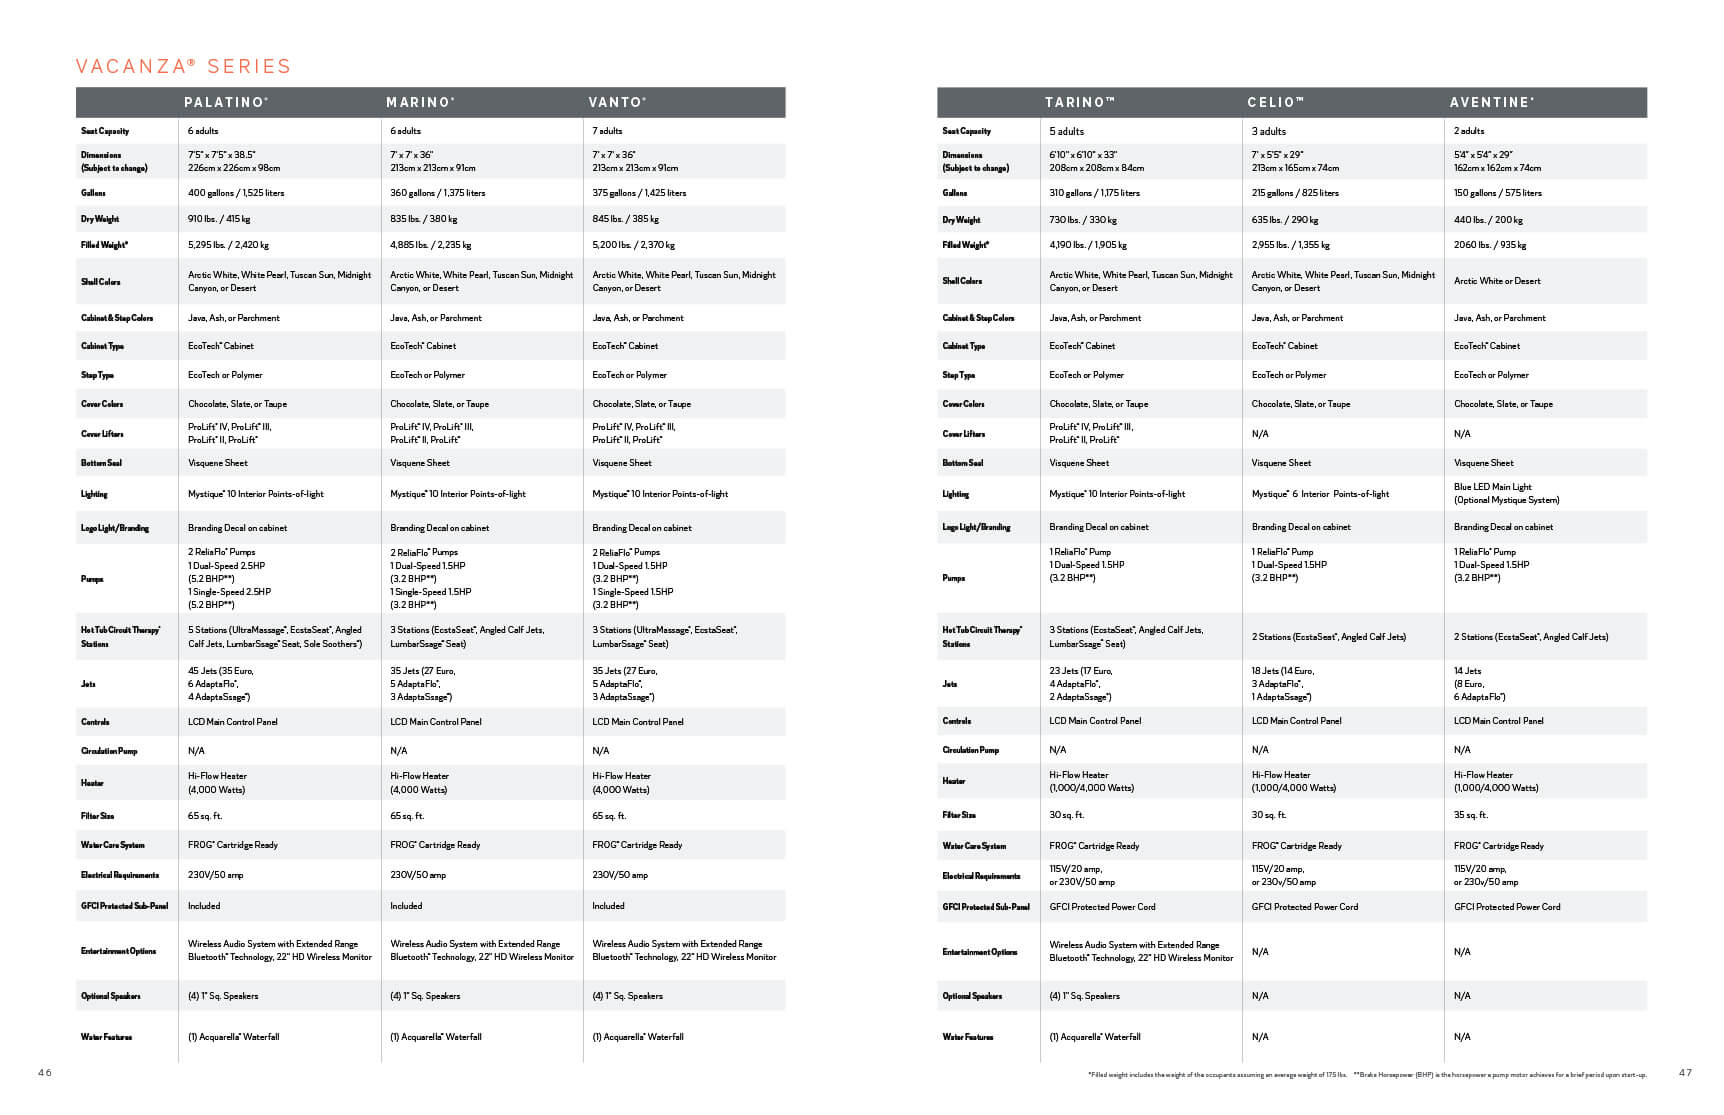 VACANZA® SERIES
PALATINO® MARINO® VANTO®
Seat Capacity 6 adults 6 adults 7 adults
Dimensions 7'5" x 7'5" x 38.5" 7' x 7' x 36" 7' x 7' x 36"
(Subject to change) 226cm x 226cm x 98cm 213cm x 213cm x 91cm 213cm x 213cm x 91cm
Gallons 400 gallons / 1,525 liters 360 gallons / 1,375 liters 375 gallons / 1,425 liters
Dry Weight 910 lbs. / 415 kg 835 lbs. / 380 kg 845 lbs. / 385 kg
Filled Weight* 5,295 lbs. / 2,420 kg 4,885 lbs. / 2,235 kg 5,200 lbs. / 2,370 kg
Shell Colors Arctic White, White Pearl, Tuscan Sun, Midnight Arctic White, White Pearl, Tuscan Sun, Midnight Arctic White, White Pearl, Tuscan Sun, Midnight
Canyon, or Desert Canyon, or Desert Canyon, or Desert
Cabinet & Step Colors Java, Ash, or Parchment Java, Ash, or Parchment Java, Ash, or Parchment
Cabinet Type EcoTech® Cabinet EcoTech® Cabinet EcoTech® Cabinet
Step Type EcoTech or Polymer EcoTech or Polymer EcoTech or Polymer
Cover Colors Chocolate, Slate, or Taupe Chocolate, Slate, or Taupe Chocolate, Slate, or Taupe
Cover Lifters ProLift® IV, ProLift® III, ProLift® IV, ProLift® III, ProLift® IV, ProLift® III,
ProLift® II, ProLift® ProLift® II, ProLift® ProLift® II, ProLift®
Bottom Seal Visquene Sheet Visquene Sheet Visquene Sheet
Lighting Mystique® 10 Interior Points-of-light Mystique® 10 Interior Points-of-light Mystique® 10 Interior Points-of-light
Logo Light/Branding Branding Decal on cabinet Branding Decal on cabinet Branding Decal on cabinet
Pumps 2 ReliaFlo® Pumps 2 ReliaFlo® Pumps 2 ReliaFlo® Pumps
1 Dual-Speed 2.5HP 1 Dual-Speed 1.5HP 1 Dual-Speed 1.5HP
(5.2 BHP**) (3.2 BHP**) (3.2 BHP**)
1 Single-Speed 2.5HP 1 Single-Speed 1.5HP 1 Single-Speed 1.5HP
(5.2 BHP**) (3.2 BHP**) (3.2 BHP**)
Hot Tub Circuit Therapy® 5 Stations (UltraMassage®, EcstaSeat®, Angled 3 Stations (EcstaSeat®, Angled Calf Jets, 3 Stations (UltraMassage®, EcstaSeat®,
Stations Calf Jets, LumbarSsage® Seat, Sole Soothers®) LumbarSsage® Seat) LumbarSsage® Seat)
Jets 45 Jets (35 Euro, 35 Jets (27 Euro, 35 Jets (27 Euro,
6 AdaptaFlo®, 5 AdaptaFlo®, 5 AdaptaFlo®,
4 AdaptaSsage®) 3 AdaptaSsage®) 3 AdaptaSsage®)
Controls LCD Main Control Panel LCD Main Control Panel LCD Main Control Panel
Circulation Pump N/A N/A N/A
Heater Hi-Flow Heater Hi-Flow Heater Hi-Flow Heater
(4,000 Watts) (4,000 Watts) (4,000 Watts)
Filter Size 65 sq. ft. 65 sq. ft. 65 sq. ft.
Water Care System FROG® Cartridge Ready FROG® Cartridge Ready FROG® Cartridge Ready
Electrical Requirements 230V/50 amp 230V/50 amp 230V/50 amp
GFCI Protected Sub-Panel Included Included Included
Entertainment Options Wireless Audio System with Extended Range Wireless Audio System with Extended Range Wireless Audio System with Extended Range
Bluetooth® Technology, 22" HD Wireless Monitor Bluetooth® Technology, 22" HD Wireless Monitor Bluetooth® Technology, 22" HD Wireless Monitor
Optional Speakers (4) 1" Sq. Speakers (4) 1" Sq. Speakers (4) 1" Sq. Speakers
Water Features (1) Acquarella® Waterfall (1) Acquarella® Waterfall (1) Acquarella® Waterfall
46
TARINO™ CELIO™ AVENTINE®
Seat Capacity 5 adults 3 adults 2 adults
Dimensions 6'10" x 6'10" x 33" 7' x 5'5" x 29" 5'4" x 5'4" x 29"
(Subject to change) 208cm x 208cm x 84cm 213cm x 165cm x 74cm 162cm x 162cm x 74cm
Gallons 310 gallons / 1,175 liters 215 gallons / 825 liters 150 gallons / 575 liters
Dry Weight 730 lbs. / 330 kg 635 lbs. / 290 kg 440 lbs. / 200 kg
Filled Weight* 4,190 lbs. / 1,905 kg 2,955 lbs. / 1,355 kg 2060 lbs. / 935 kg
Shell Colors Arctic White, White Pearl, Tuscan Sun, Midnight Arctic White, White Pearl, Tuscan Sun, Midnight Arctic White or Desert
Canyon, or Desert Canyon, or Desert
Cabinet & Step Colors Java, Ash, or Parchment Java, Ash, or Parchment Java, Ash, or Parchment
Cabinet Type EcoTech® Cabinet EcoTech® Cabinet EcoTech® Cabinet
Step Type EcoTech or Polymer EcoTech or Polymer EcoTech or Polymer
Cover Colors Chocolate, Slate, or Taupe Chocolate, Slate, or Taupe Chocolate, Slate, or Taupe
Cover Lifters ProLift® IV, ProLift® III, N/A N/A
ProLift® II, ProLift®
Bottom Seal Visquene Sheet Visquene Sheet Visquene Sheet
Lighting Mystique® 10 Interior Points-of-light Mystique® 6 Interior Points-of-light Blue LED Main Light
(Optional Mystique System)
Logo Light/Branding Branding Decal on cabinet Branding Decal on cabinet Branding Decal on cabinet
Pumps 1 ReliaFlo® Pump 1 ReliaFlo® Pump 1 ReliaFlo® Pump
1 Dual-Speed 1.5HP 1 Dual-Speed 1.5HP 1 Dual-Speed 1.5HP
(3.2 BHP**) (3.2 BHP**) (3.2 BHP**)
Hot Tub Circuit Therapy® 3 Stations (EcstaSeat®, Angled Calf Jets, 2 Stations (EcstaSeat®, Angled Calf Jets) 2 Stations (EcstaSeat®, Angled Calf Jets)
Stations LumbarSsage® Seat)
Jets 23 Jets (17 Euro, 18 Jets (14 Euro, 14 Jets
4 AdaptaFlo®, 3 AdaptaFlo®, (8 Euro,
2 AdaptaSsage®) 1 AdaptaSsage®) 6 AdaptaFlo®)
Controls LCD Main Control Panel LCD Main Control Panel LCD Main Control Panel
Circulation Pump N/A N/A N/A
Heater Hi-Flow Heater Hi-Flow Heater Hi-Flow Heater
(1,000/4,000 Watts) (1,000/4,000 Watts) (1,000/4,000 Watts)
Filter Size 30 sq. ft. 30 sq. ft. 35 sq. ft.
Water Care System FROG® Cartridge Ready FROG® Cartridge Ready FROG® Cartridge Ready
Electrical Requirements 115V/20 amp, 115V/20 amp, 115V/20 amp,
or 230V/50 amp or 230v/50 amp or 230v/50 amp
GFCI Protected Sub-Panel GFCI Protected Power Cord GFCI Protected Power Cord GFCI Protected Power Cord
Entertainment Options Wireless Audio System with Extended Range N/A N/A
Bluetooth® Technology, 22" HD Wireless Monitor
Optional Speakers (4) 1" Sq. Speakers N/A N/A
Water Features (1) Acquarella® Waterfall N/A N/A
*Filled weight includes the weight of the occupants assuming an average weight of 175 lbs. **Brake Horsepower (BHP) is the horsepower a pump motor achieves for a brief period upon start-up.
47